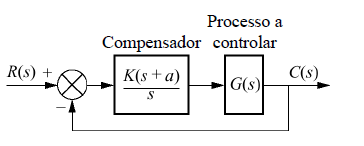 Processo a
Compensador controlar
R(s) +
K(s + a)
s
G(s)
C(s)
−